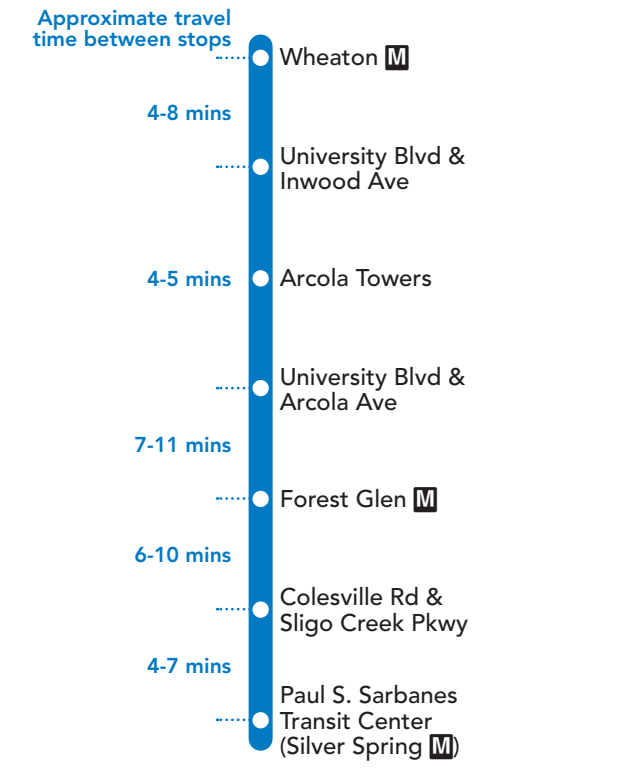 Approximate travel
time between stops
Wheaton M
4-8 mins
University Blvd &
Inwood Ave
4-5 mins
Arcola Towers
University Blvd &
Arcola Ave
7-11 mins
Forest Glen M
6-10 mins
Colesville Rd &
Sligo Creek Pkwy
4-7 mins
Paul S. Sarbanes
Transit Center
(Silver Spring M)